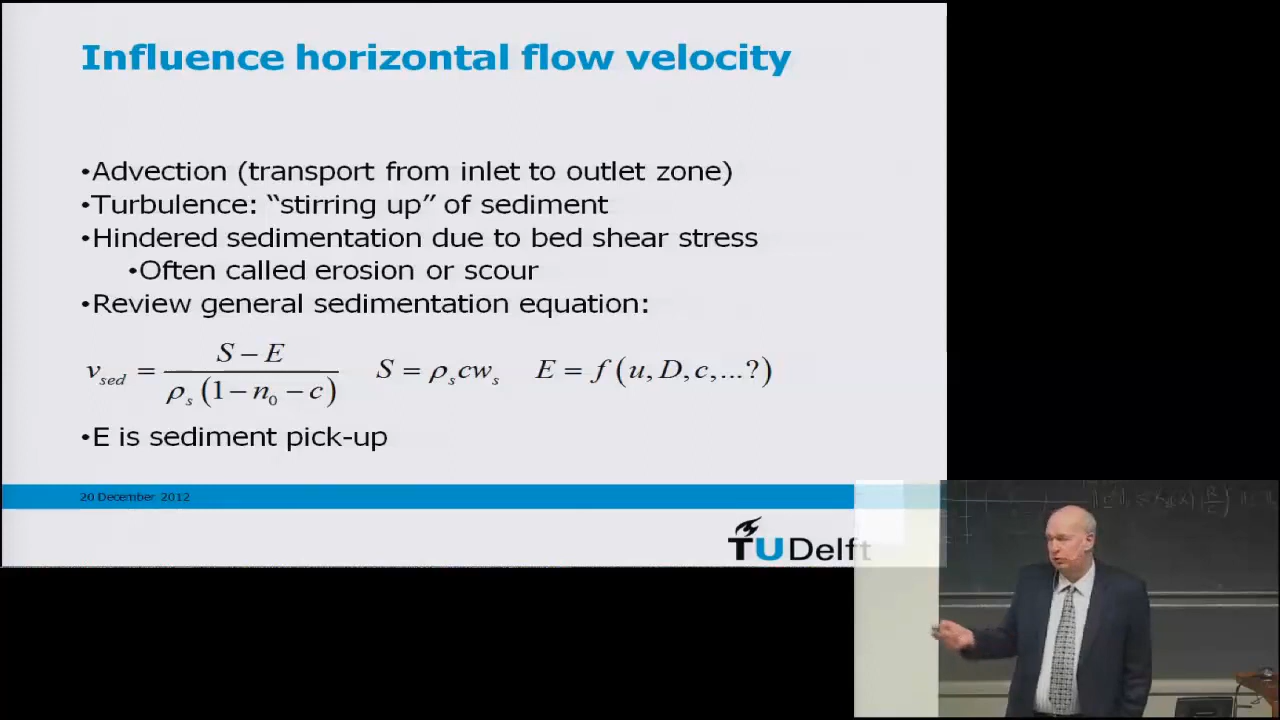 Influence horizontal flow velocity
•Advection (transport from inlet to outlet zone)
•Turbulence: “stirring up” of sediment
•Hindered sedimentation due to bed shear stress
•Often called erosion or scour
•Review general sedimentation equation:
v_sed = (S − E) / (ρ_s (1 − n_0 − c))   S = ρ_s c w_s   E = f (u, D, c, ...?)
•E is sediment pick-up
20 December 2012
TU Delft